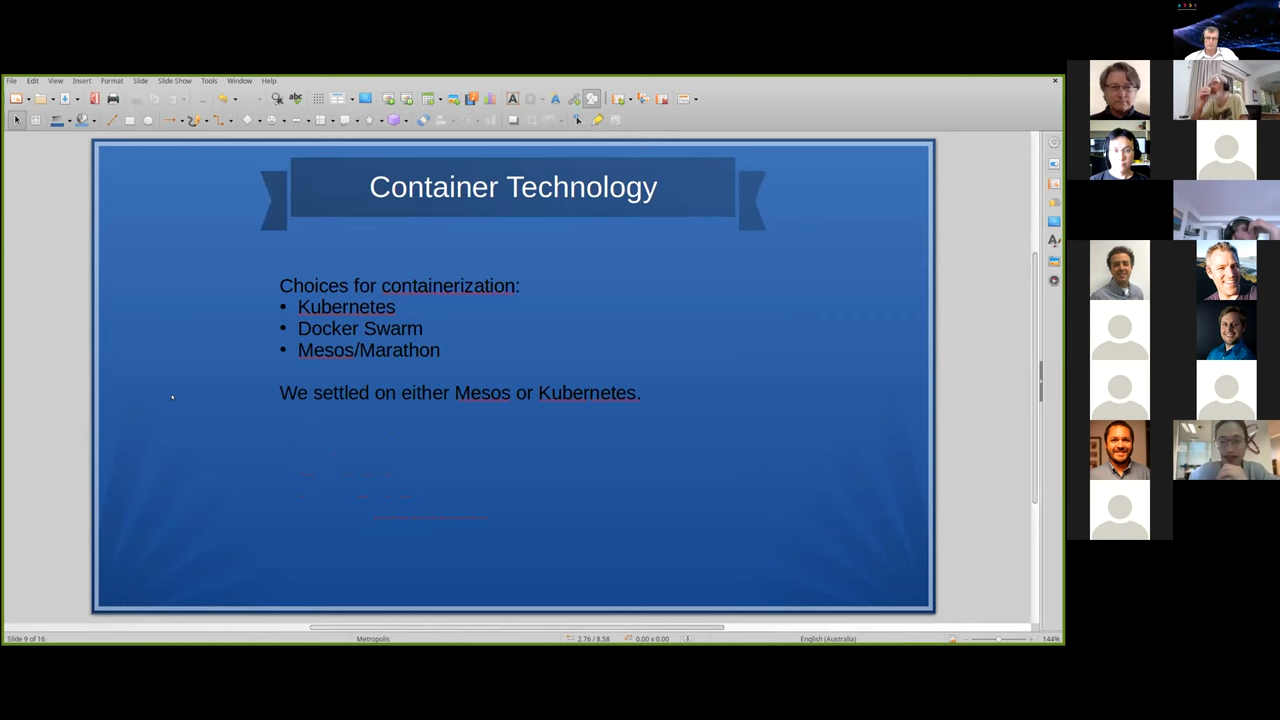 File Edit View Insert Format Slide Slide Show Tools Window Help
Container Technology
Choices for containerization:
• Kubernetes
• Docker Swarm
• Mesos/Marathon
We settled on either Mesos or Kubernetes.
Slide 9 of 16
Metropolis
2.76 / 8.58
0.00 x 0.00
English (Australia)
144%